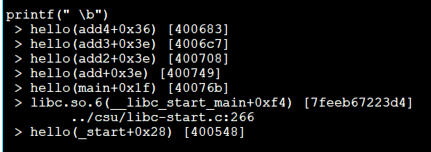 printf(" \b")
> hello(add4+0x36) [400683]
> hello(add3+0x3e) [4006c7]
> hello(add2+0x3e) [400708]
> hello(add+0x3e) [400749]
> hello(main+0x1f) [40076b]
> libc.so.6(__libc_start_main+0xf4) [7feeb67223d4]
../csu/libc-start.c:266
> hello(_start+0x28) [400548]